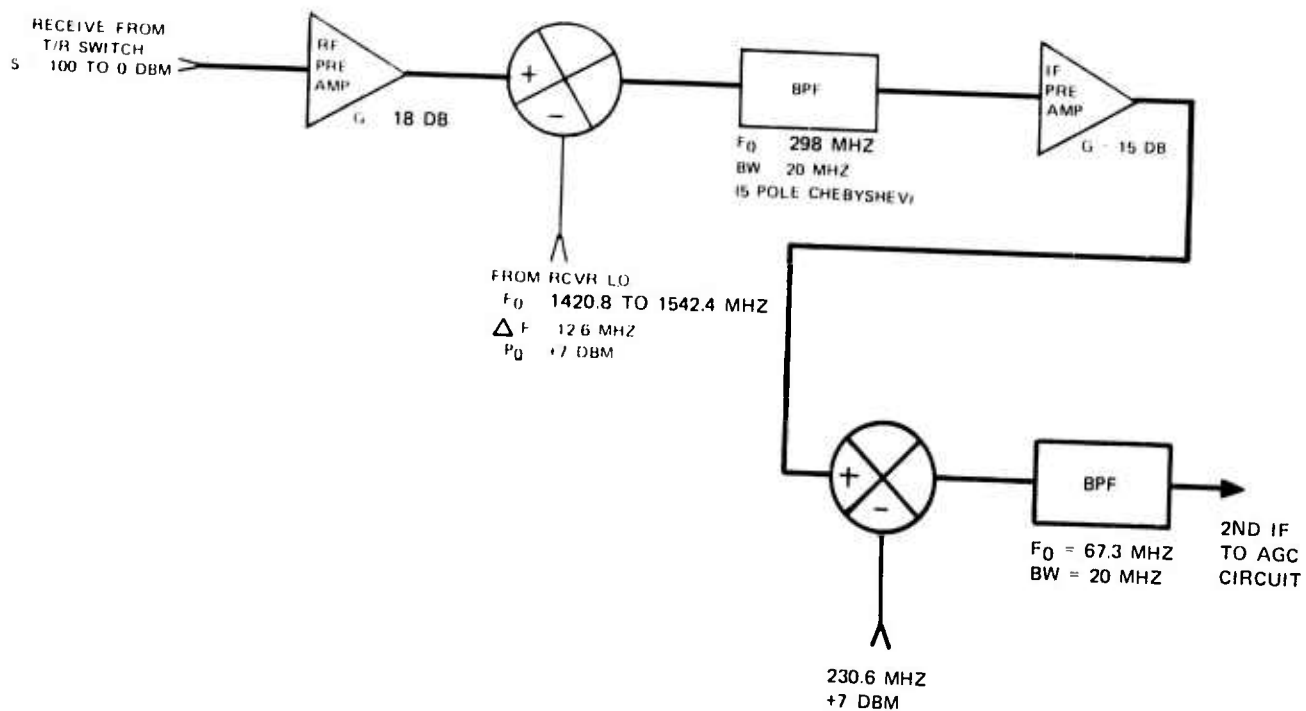 RECEIVE FROM
T/R SWITCH
S 100 TO 0 DBM
RF
PRE
AMP
G 18 DB
+
−
BPF
F0 298 MHZ
BW 20 MHZ
(5 POLE CHEBYSHEV)
IF
PRE
AMP
G - 15 DB
FROM RCVR LO
F0 1420.8 TO 1542.4 MHZ
△ F 12.6 MHZ
P0 +7 DBM
+
−
BPF
F0 = 67.3 MHZ
BW = 20 MHZ
2ND IF
TO AGC
CIRCUIT
230.6 MHZ
+7 DBM